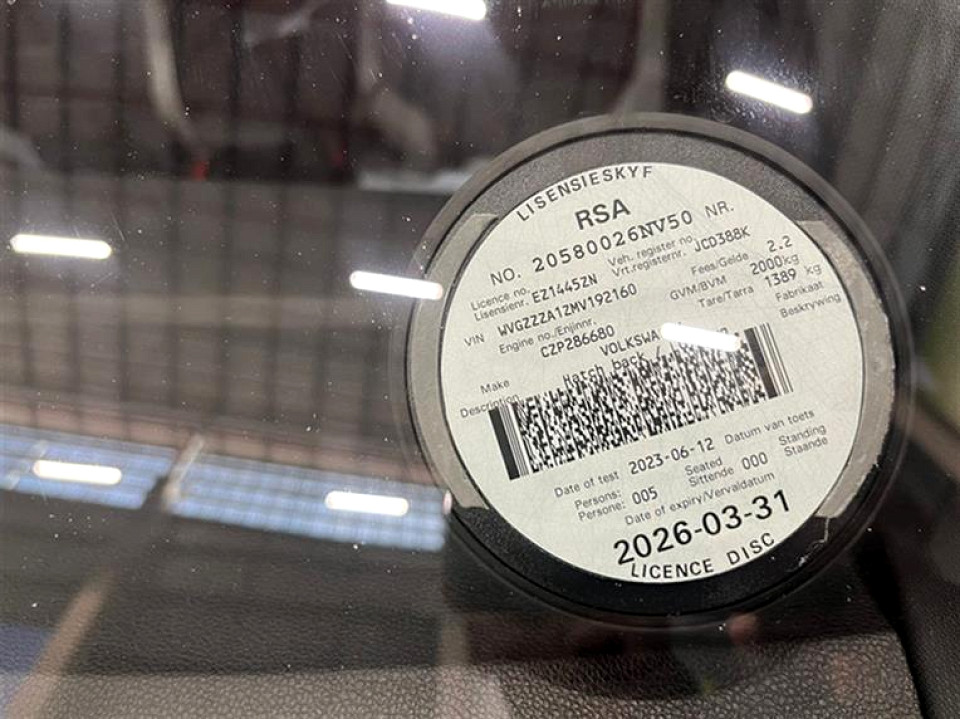 LISENSIESKYF
RSA
NO. 20580026NV50 NR.
Licence no. Lisensienr. EZ1445ZN Veh. register no. Vrt.registernr. JCD388K
VIN WVGZZZA1ZMV192160 Fees/Gelde 2.2
Engine no./Enjinnr. CZP286680 GVM/BVM 2000kg
Tare/Tarra 1389 kg
Make VOLKSWA Fabrikaat
Description Hatch back / Beskrywing
Date of test 2023-06-12 Datum van toets
Persons: Persone: 005 Seated Sittende 000 Standing Staande
Date of expiry/Vervaldatum
2026-03-31
LICENCE DISC